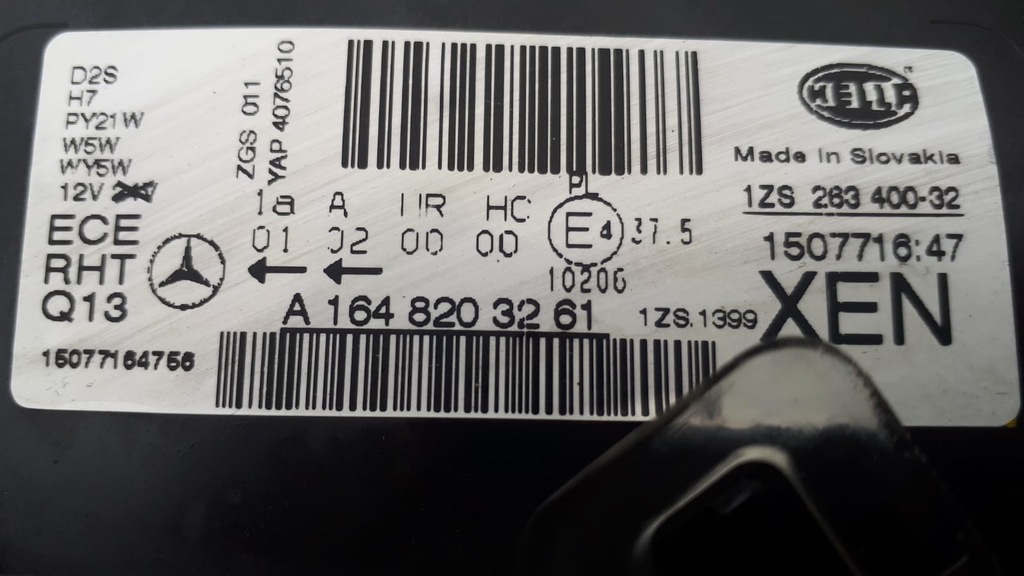 D2S
H7
PY21W
W5W
WY5W
12V
ECE
RHT
Q13
15077164756
ZGS 011
YAP 4076510
1a A HR HC
01 02 00 00
PL
E4 37.5
10206
A 164 820 32 61
1ZS.1399
HELLA
Made in Slovakia
1ZS 263 400-32
1507716:47
XEN